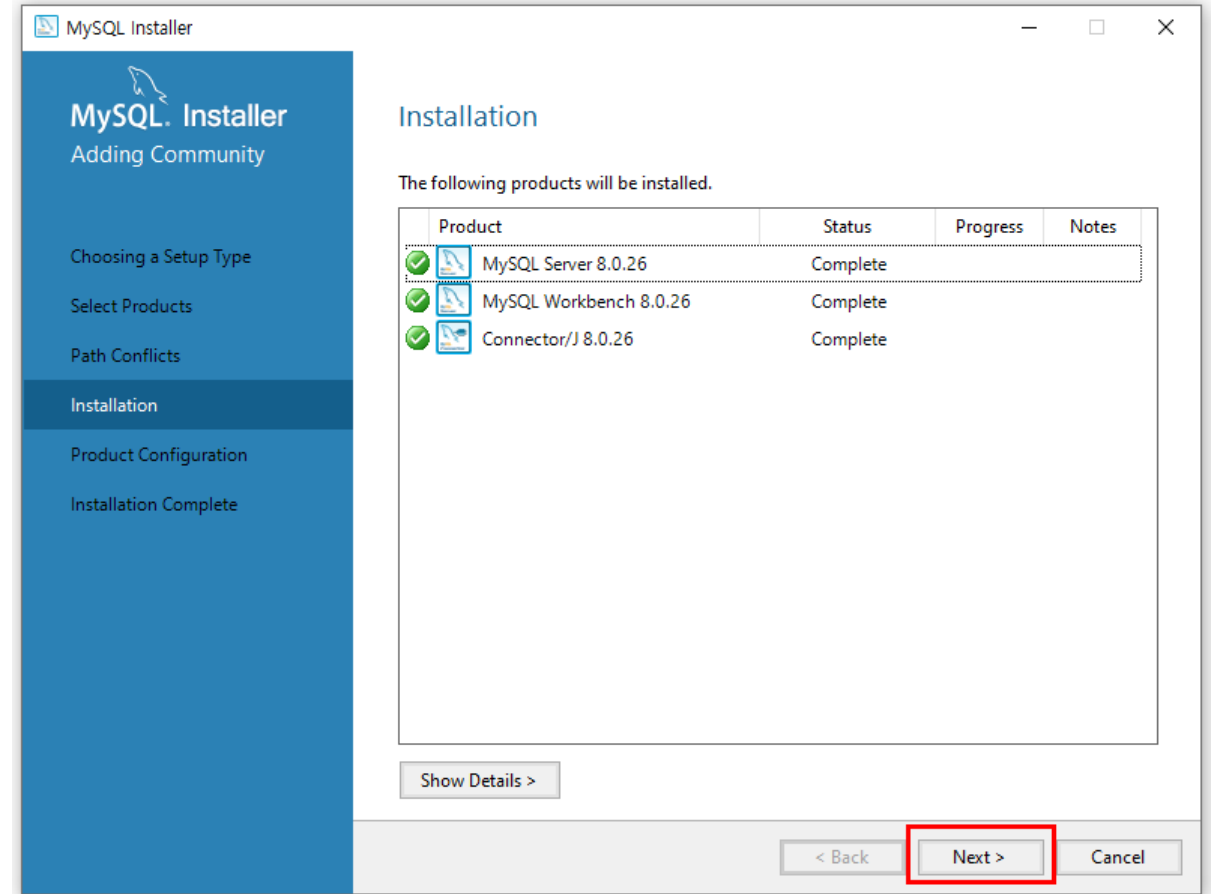 MySQL Installer
MySQL. Installer
Adding Community
Choosing a Setup Type
Select Products
Path Conflicts
Installation
Product Configuration
Installation Complete
Installation
The following products will be installed.
Product Status Progress Notes
MySQL Server 8.0.26 Complete
MySQL Workbench 8.0.26 Complete
Connector/J 8.0.26 Complete
Show Details >
< Back Next > Cancel